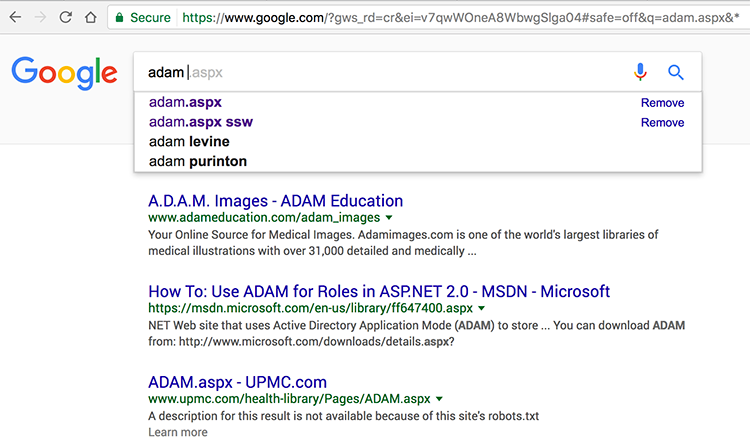 Secure https://www.google.com/?gws_rd=cr&ei=v7qwWOneA8WbwgSlga04#safe=off&q=adam.aspx&*
Google
adam .aspx
adam.aspx Remove
adam.aspx ssw Remove
adam levine
adam purinton
A.D.A.M. Images - ADAM Education
www.adameducation.com/adam_images
Your Online Source for Medical Images. Adamimages.com is one of the world's largest libraries of
medical illustrations with over 31,000 detailed and medically ...
How To: Use ADAM for Roles in ASP.NET 2.0 - MSDN - Microsoft
https://msdn.microsoft.com/en-us/library/ff647400.aspx
NET Web site that uses Active Directory Application Mode (ADAM) to store ... You can download ADAM
from: http://www.microsoft.com/downloads/details.aspx?
ADAM.aspx - UPMC.com
www.upmc.com/health-library/Pages/ADAM.aspx
A description for this result is not available because of this site's robots.txt
Learn more